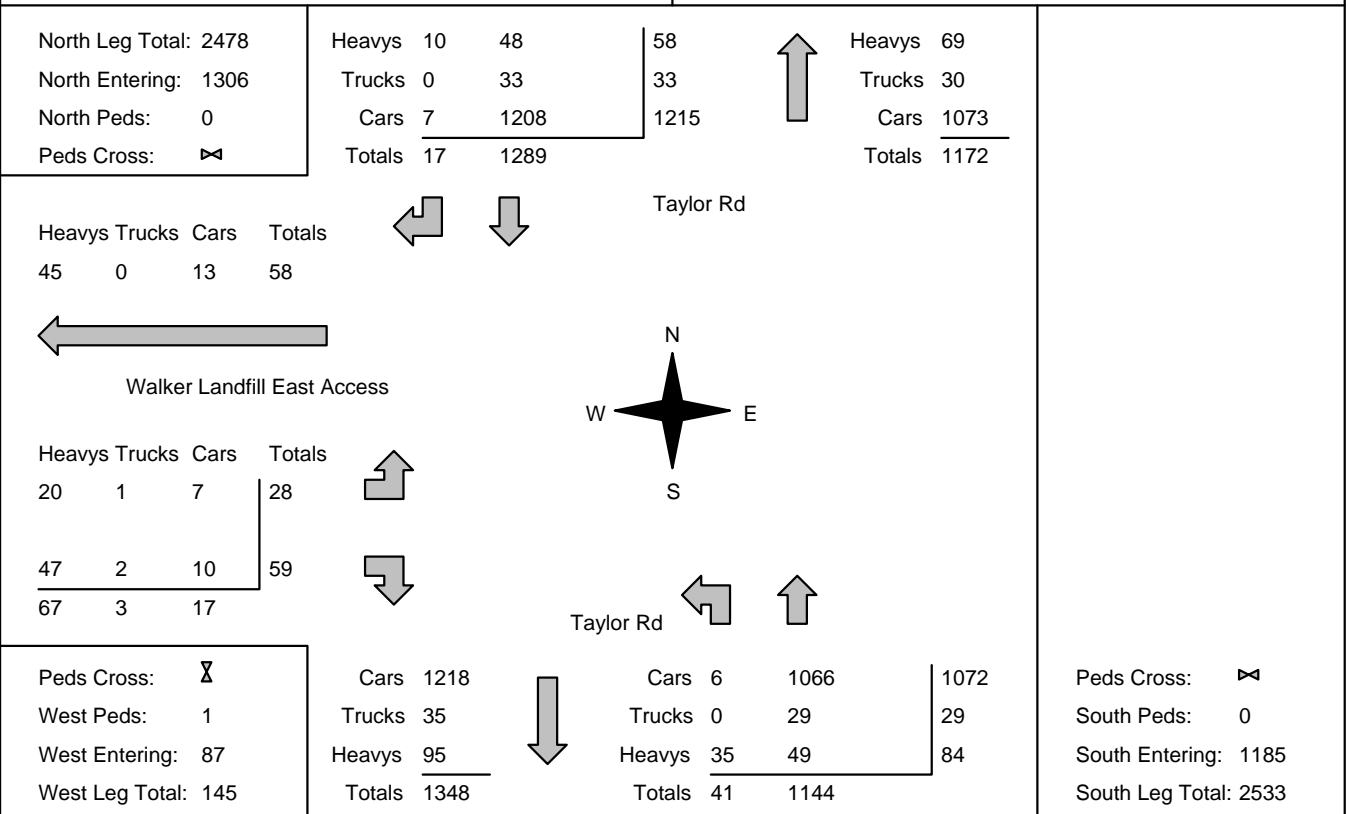 North Leg Total: 2478
North Entering: 1306
North Peds: 0
Peds Cross:
Heavys 10 48 58
Trucks 0 33 33
Cars 7 1208 1215
Totals 17 1289
Heavys 69
Trucks 30
Cars 1073
Totals 1172
Taylor Rd
Heavys Trucks Cars Totals
45 0 13 58
Walker Landfill East Access
N
W E
S
Heavys Trucks Cars Totals
20 1 7 28
47 2 10 59
67 3 17
Taylor Rd
Peds Cross:
West Peds: 1
West Entering: 87
West Leg Total: 145
Cars 1218
Trucks 35
Heavys 95
Totals 1348
Cars 6 1066 1072
Trucks 0 29 29
Heavys 35 49 84
Totals 41 1144
Peds Cross:
South Peds: 0
South Entering: 1185
South Leg Total: 2533